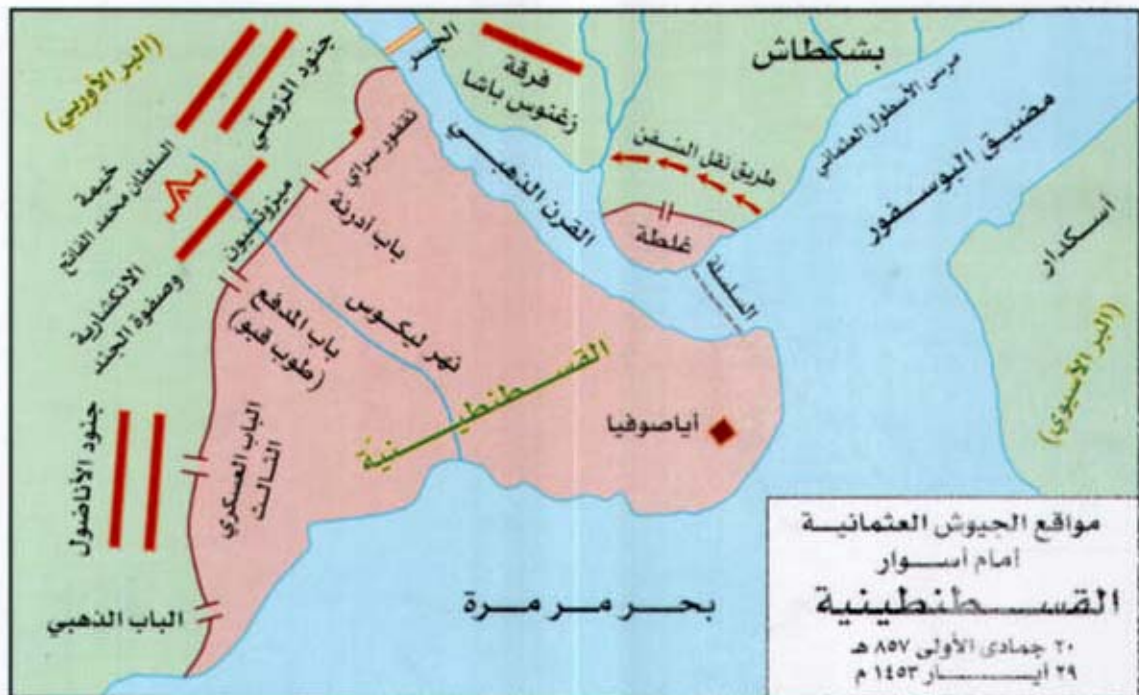 (البر الأوربي)
جنود الروملي
الجسر
فرقة
زغنوس باشا
بشكطاش
مرسى الأسطول العثماني
مضيق البوسفور
خيمة
السلطان محمد الفاتح
تقفور سراي
القرن الذهبي
طريق نقل السفن
أسكدار
ميزوتشيون
باب أدرنة
غلطة
السلسلة
الانكشارية
وصفوة الجند
باب المدفع
(طوب قبو)
نهر ليكوس
(البر الآسيوي)
القسطنطينية
أياصوفيا
جنود الأناضول
الباب العسكري
الثالث
الباب الذهبي
بحر مرمرة
مواقع الجيوش العثمانية
أمام أسوار
القسطنطينية
٢٠ جمادى الأولى ٨٥٧ هـ
٢٩ أيار ١٤٥٣ م